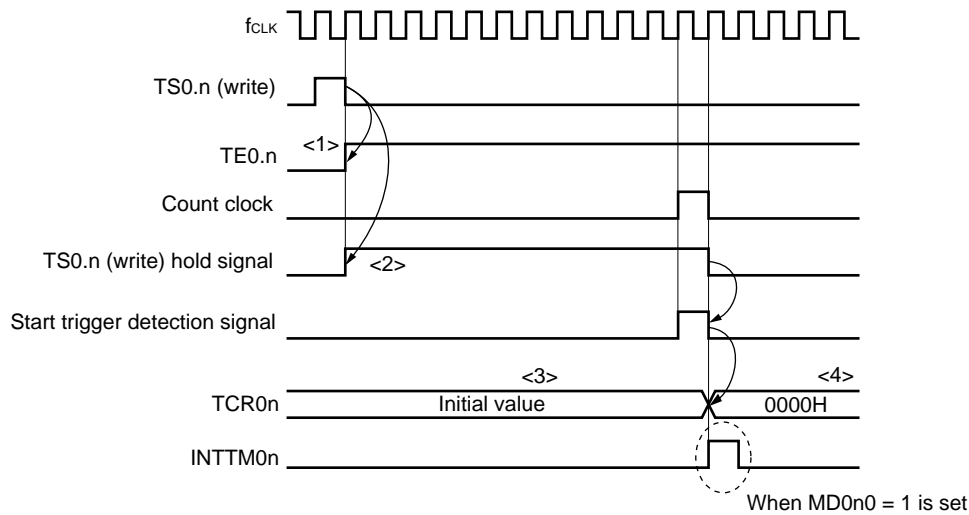 fCLK
TS0.n (write)
<1>
TE0.n
Count clock
TS0.n (write) hold signal
<2>
Start trigger detection signal
<3>
<4>
TCR0n
Initial value
0000H
INTTM0n
When MD0n0 = 1 is set